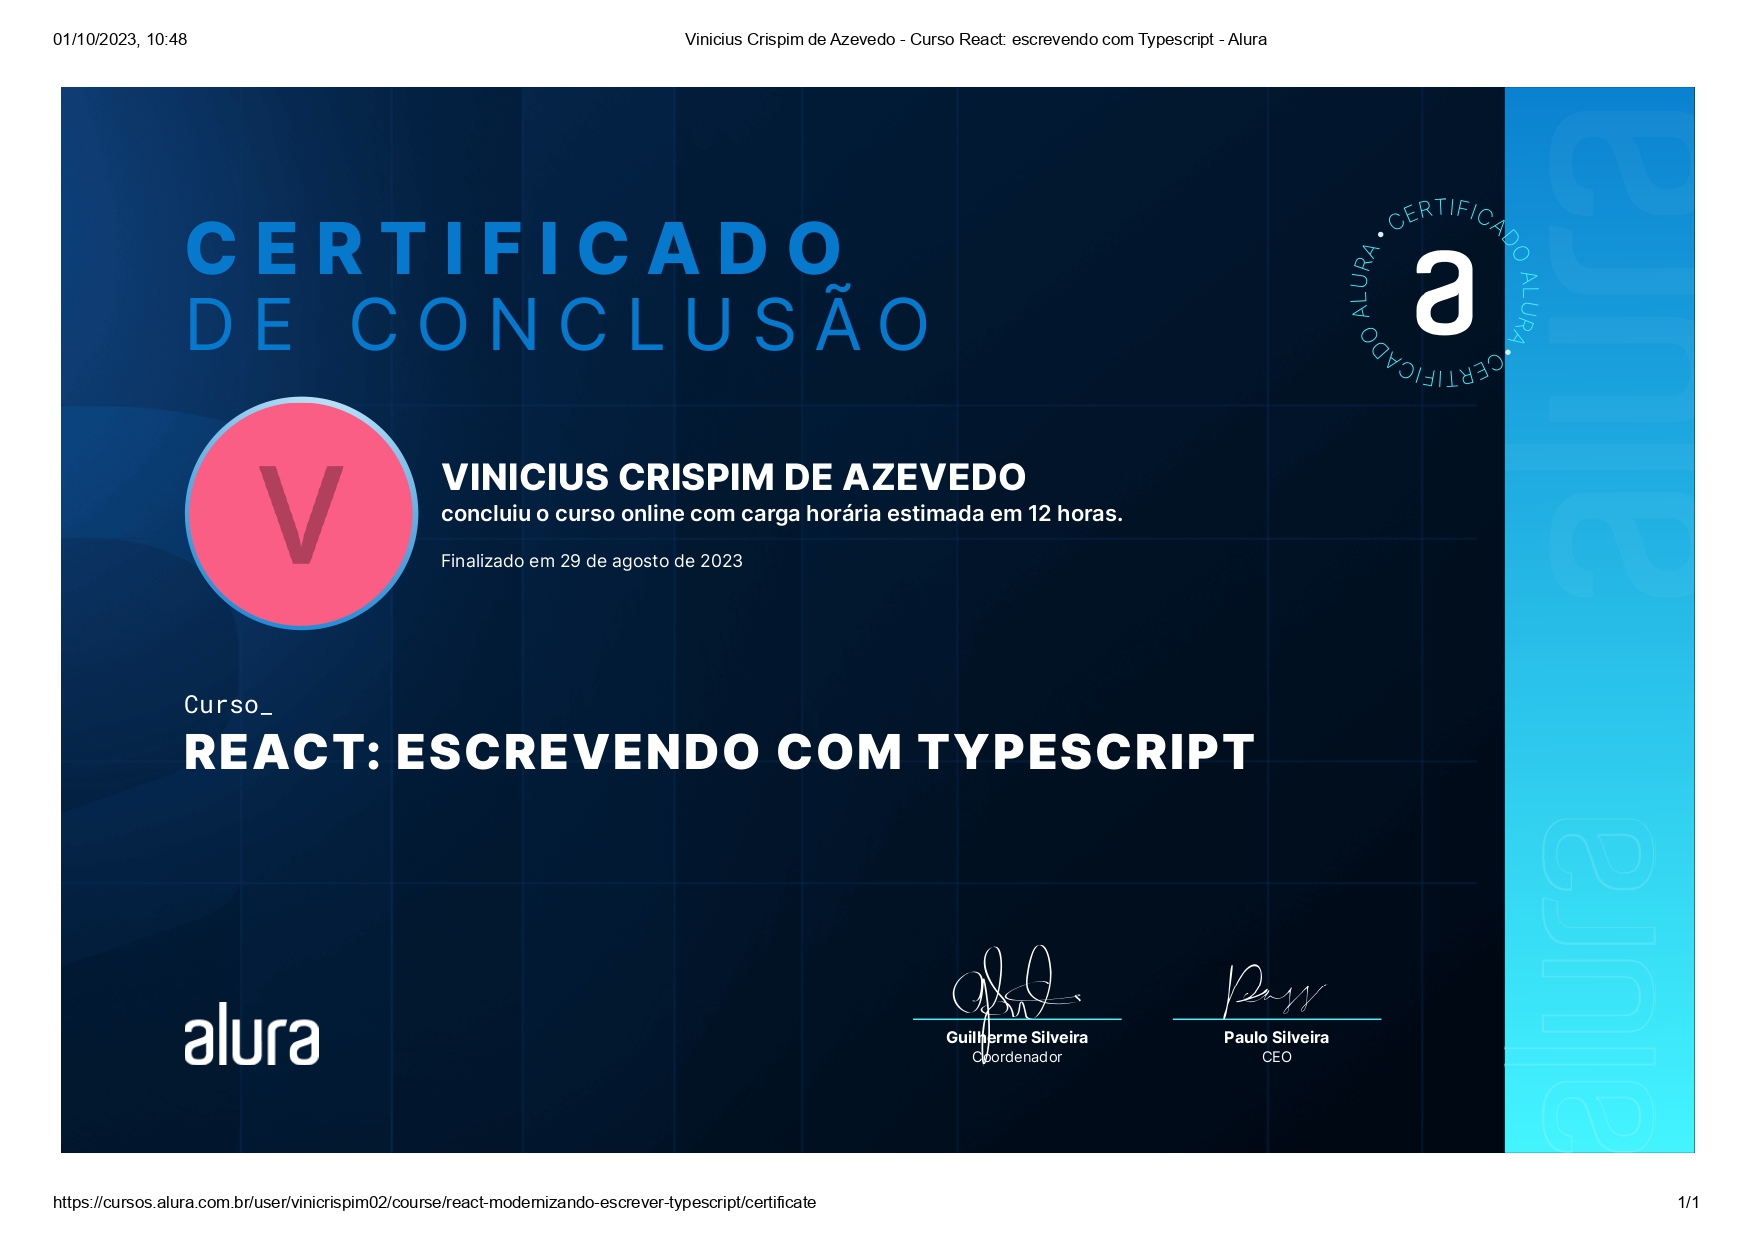 01/10/2023, 10:48
Vinicius Crispim de Azevedo - Curso React: escrevendo com Typescript - Alura
CERTIFICADO
DE CONCLUSÃO
• CERTIFICADO ALURA • CERTIFICADO ALURA
a
alura
V
VINICIUS CRISPIM DE AZEVEDO
concluiu o curso online com carga horária estimada em 12 horas.
Finalizado em 29 de agosto de 2023
Curso_
REACT: ESCREVENDO COM TYPESCRIPT
alura
alura
Guilherme Silveira
Coordenador
Paulo Silveira
CEO
https://cursos.alura.com.br/user/vinicrispim02/course/react-modernizando-escrever-typescript/certificate
1/1